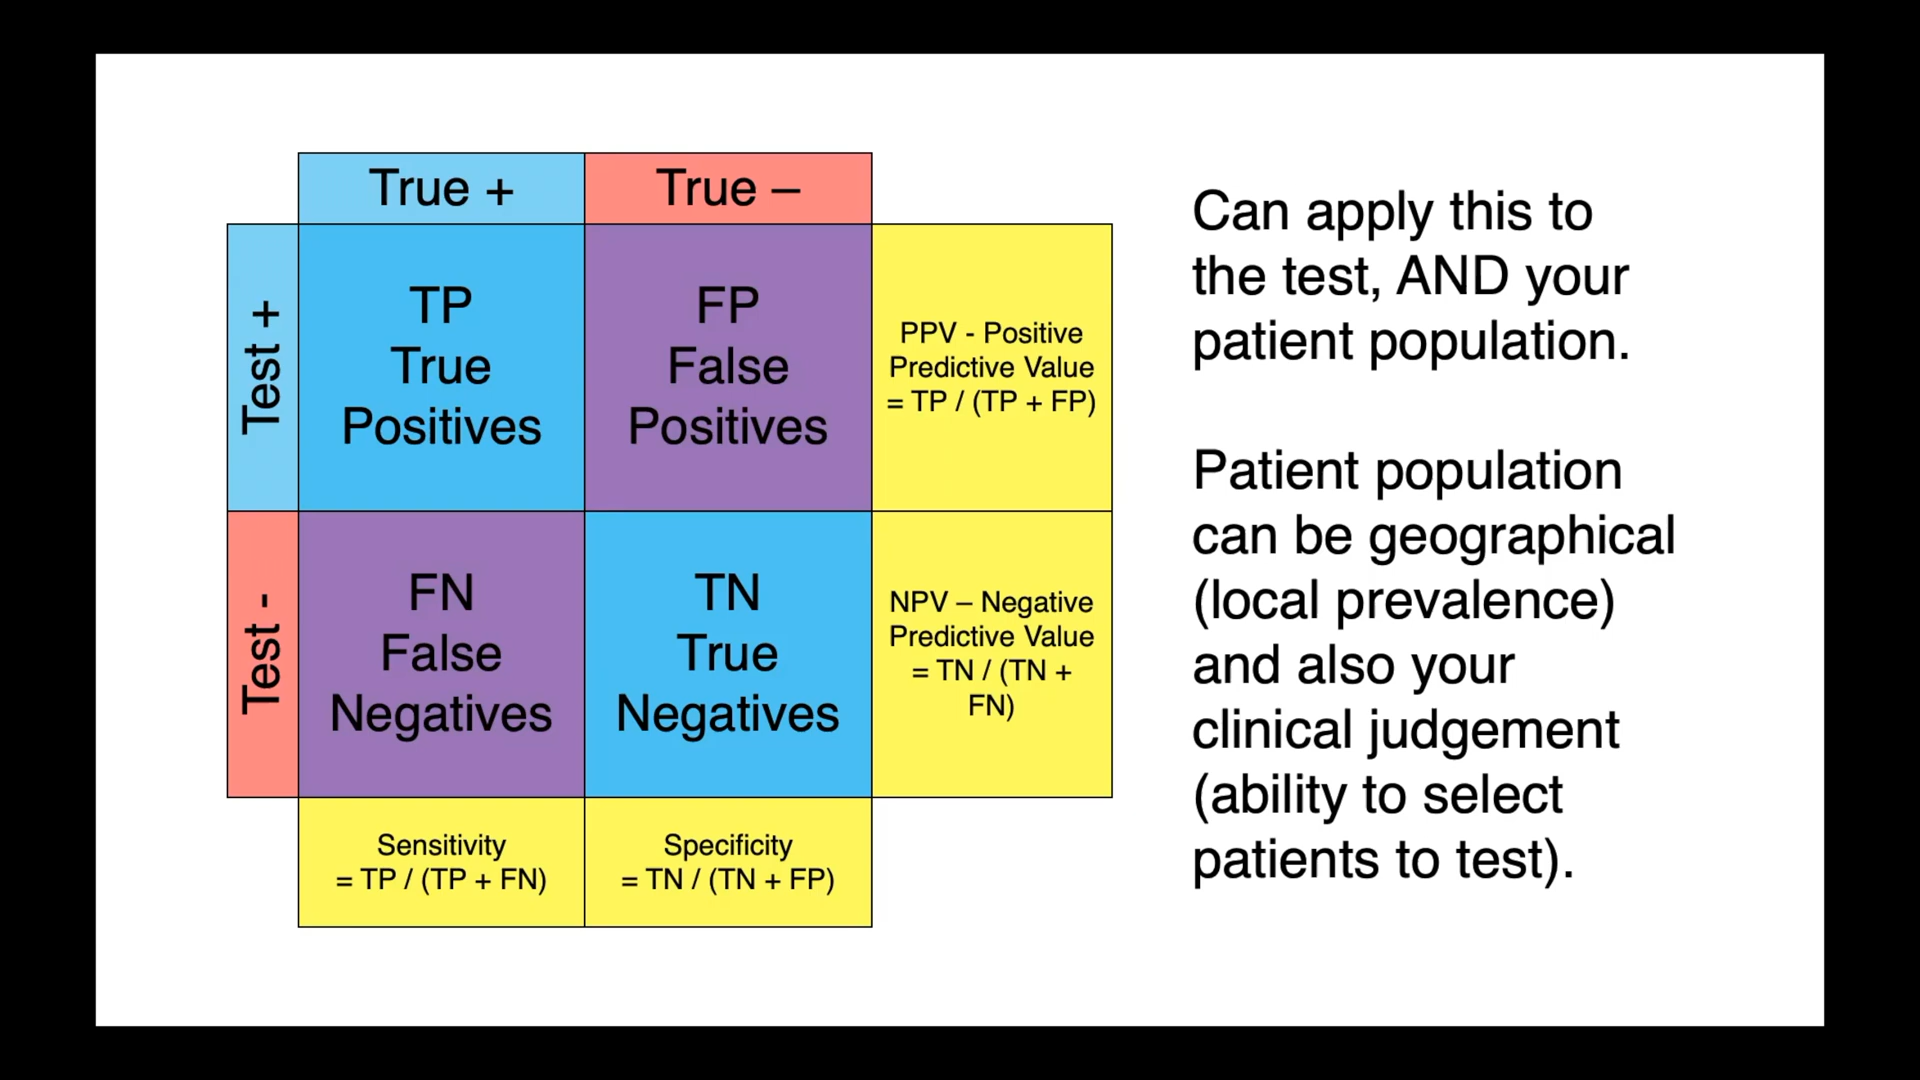 True +
True –
Test +
TP
True
Positives
FP
False
Positives
PPV - Positive
Predictive Value
= TP / (TP + FP)
Test -
FN
False
Negatives
TN
True
Negatives
NPV – Negative
Predictive Value
= TN / (TN +
FN)
Sensitivity
= TP / (TP + FN)
Specificity
= TN / (TN + FP)
Can apply this to
the test, AND your
patient population.
Patient population
can be geographical
(local prevalence)
and also your
clinical judgement
(ability to select
patients to test).